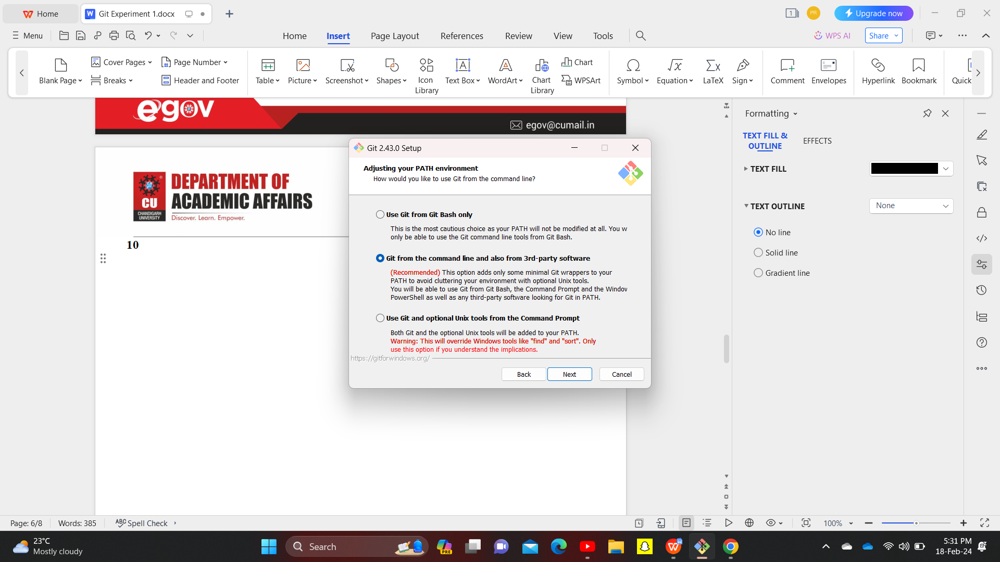 Home
Git Experiment 1.docx
1
PR
Upgrade now
Menu
Home
Insert
Page Layout
References
Review
View
Tools
WPS AI
Share
Blank Page
Cover Pages
Breaks
Page Number
Header and Footer
Table
Picture
Screenshot
Shapes
Icon
Library
Text Box
WordArt
Chart
Library
Chart
WPSArt
Symbol
Equation
LaTeX
Sign
Comment
Envelopes
Hyperlink
Bookmark
Quick
egov
egov@cumail.in
CU
CHANDIGARH
UNIVERSITY
DEPARTMENT OF
ACADEMIC AFFAIRS
Discover. Learn. Empower.
10
Git 2.43.0 Setup
Adjusting your PATH environment
How would you like to use Git from the command line?
Use Git from Git Bash only
This is the most cautious choice as your PATH will not be modified at all. You w
only be able to use the Git command line tools from Git Bash.
Git from the command line and also from 3rd-party software
(Recommended) This option adds only some minimal Git wrappers to your
PATH to avoid cluttering your environment with optional Unix tools.
You will be able to use Git from Git Bash, the Command Prompt and the Window
PowerShell as well as any third-party software looking for Git in PATH.
Use Git and optional Unix tools from the Command Prompt
Both Git and the optional Unix tools will be added to your PATH.
Warning: This will override Windows tools like "find" and "sort". Only
use this option if you understand the implications.
https://gitforwindows.org/
Back
Next
Cancel
Formatting
TEXT FILL &
OUTLINE
EFFECTS
TEXT FILL
TEXT OUTLINE
None
No line
Solid line
Gradient line
Page: 6/8
Words: 385
Spell Check
100%
23°C
Mostly cloudy
Search
PRE
5:31 PM
18-Feb-24